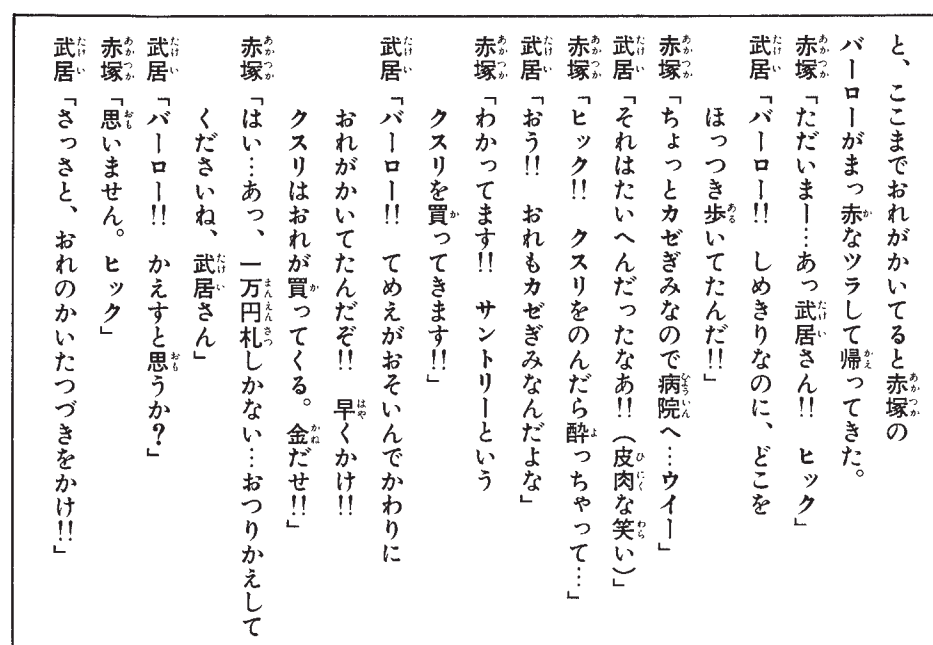 と、ここまでおれがかいてると赤塚の
バーローがまっ赤なツラして帰ってきた。
赤塚「ただいまー…あっ武居さん!! ヒック」
武居「バーロー!! しめきりなのに、どこを
ほっつき歩いてたんだ!!」
赤塚「ちょっとカゼぎみなので病院へ…ウイー」
武居「それはたいへんだったなあ!!(皮肉な笑い)」
赤塚「ヒック!! クスリをのんだら酔っちゃって…」
武居「おう!! おれもカゼぎみなんだよな」
赤塚「わかってます!! サントリーという
クスリを買ってきます!!」
武居「バーロー!! てめえがおそいんでかわりに
おれがかいてたんだぞ!! 早くかけ!!
クスリはおれが買ってくる。金だせ!!」
赤塚「はい…あっ、一万円札しかない…おつりかえして
くださいね、武居さん」
武居「バーロー!! かえすと思うか?」
赤塚「思いません。ヒック」
武居「さっさと、おれのかいたつづきをかけ!!」